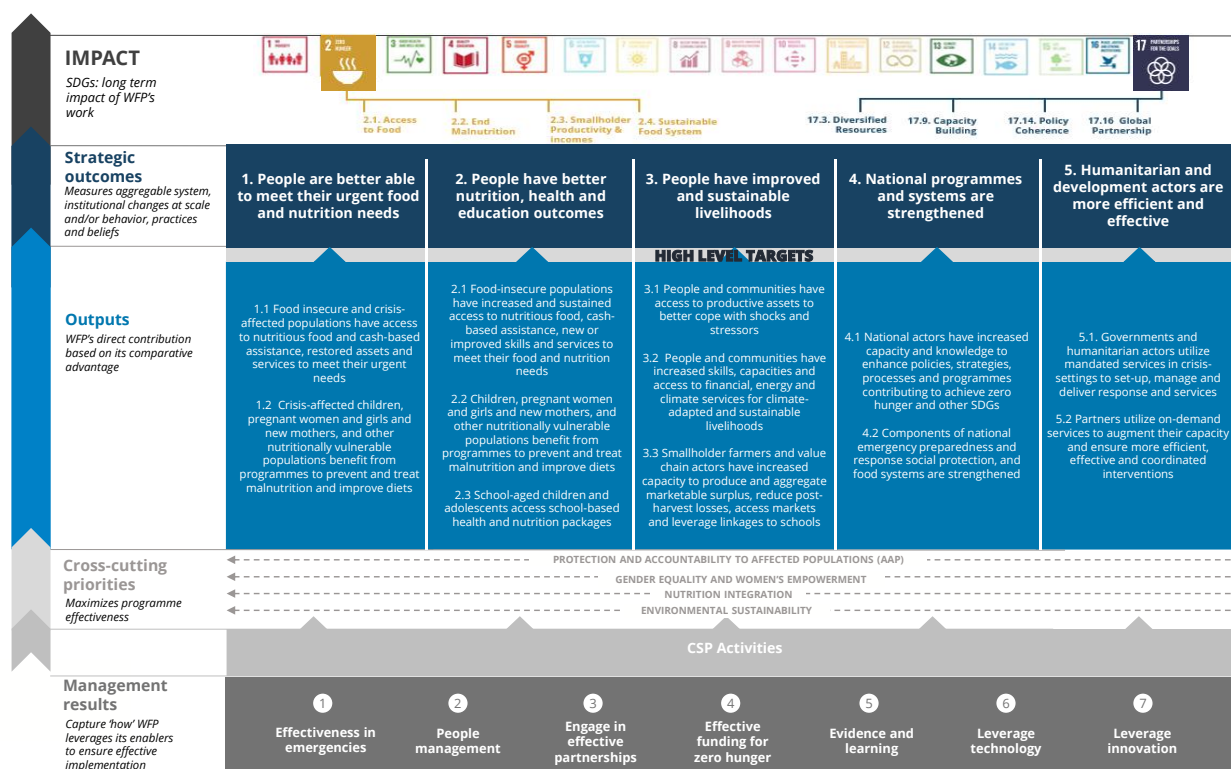 IMPACT
SDGs: long term
impact of WFP's
work
1
2 ZERO
HUNGER
3
4
5
13
16
17 PARTNERSHIPS
FOR THE GOALS
2.1. Access
to Food
2.2. End
Malnutrition
2.3. Smallholder
Productivity &
incomes
2.4. Sustainable
Food System
17.3. Diversified
Resources
17.9. Capacity
Building
17.14. Policy
Coherence
17.16 Global
Partnership
Strategic
outcomes
Measures aggregable system,
institutional changes at scale
and/or behavior, practices
and beliefs
1. People are better able
to meet their urgent food
and nutrition needs
2. People have better
nutrition, health and
education outcomes
3. People have improved
and sustainable
livelihoods
4. National programmes
and systems are
strengthened
5. Humanitarian and
development actors are
more efficient and
effective
HIGH LEVEL TARGETS
Outputs
WFP's direct contribution
based on its comparative
advantage
1.1 Food insecure and crisis-
affected populations have access
to nutritious food and cash-based
assistance, restored assets and
services to meet their urgent
needs
1.2 Crisis-affected children,
pregnant women and girls and
new mothers, and other
nutritionally vulnerable
populations benefit from
programmes to prevent and treat
malnutrition and improve diets
2.1 Food-insecure populations
have increased and sustained
access to nutritious food, cash-
based assistance, new or
improved skills and services to
meet their food and nutrition
needs
2.2 Children, pregnant women
and girls and new mothers, and
other nutritionally vulnerable
populations benefit from
programmes to prevent and treat
malnutrition and improve diets
2.3 School-aged children and
adolescents access school-based
health and nutrition packages
3.1 People and communities have
access to productive assets to
better cope with shocks and
stressors
3.2 People and communities have
increased skills, capacities and
access to financial, energy and
climate services for climate-
adapted and sustainable
livelihoods
3.3 Smallholder farmers and value
chain actors have increased
capacity to produce and aggregate
marketable surplus, reduce post-
harvest losses, access markets
and leverage linkages to schools
4.1 National actors have increased
capacity and knowledge to
enhance policies, strategies,
processes and programmes
contributing to achieve zero
hunger and other SDGs
4.2 Components of national
emergency preparedness and
response social protection, and
food systems are strengthened
5.1. Governments and
humanitarian actors utilize
mandated services in crisis-
settings to set-up, manage and
deliver response and services
5.2 Partners utilize on-demand
services to augment their capacity
and ensure more efficient,
effective and coordinated
interventions
Cross-cutting
priorities
Maximizes programme
effectiveness
PROTECTION AND ACCOUNTABILITY TO AFFECTED POPULATIONS (AAP)
GENDER EQUALITY AND WOMEN'S EMPOWERMENT
NUTRITION INTEGRATION
ENVIRONMENTAL SUSTAINABILITY
CSP Activities
Management
results
Capture 'how' WFP
leverages its enablers
to ensure effective
implementation
1
Effectiveness in
emergencies
2
People
management
3
Engage in
effective
partnerships
4
Effective
funding for
zero hunger
5
Evidence and
learning
6
Leverage
technology
7
Leverage
innovation